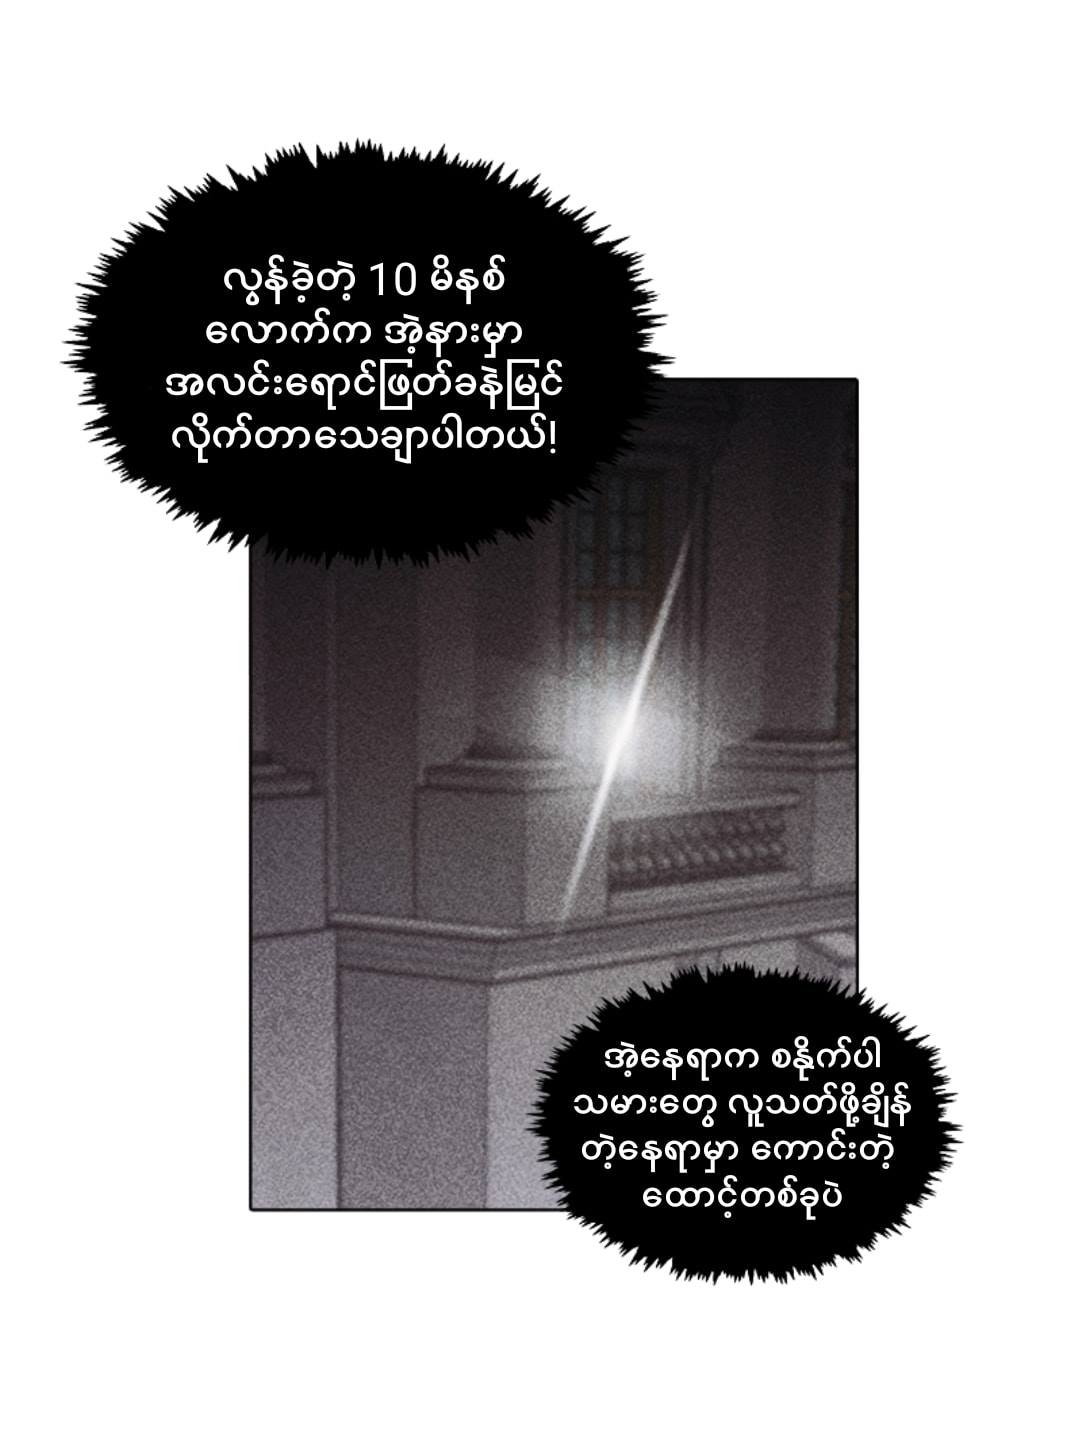 လွန်ခဲ့တဲ့ 10 မိနစ်
လောက်က အဲ့နားမှာ
အလင်းရောင်ဖြတ်ခနဲမြင်
လိုက်တာသေချာပါတယ်!
အဲ့နေရာက စနိုက်ပါ
သမားတွေ လူသတ်ဖို့ချိန်
တဲ့နေရာမှာ ကောင်းတဲ့
ထောင့်တစ်ခုပဲ